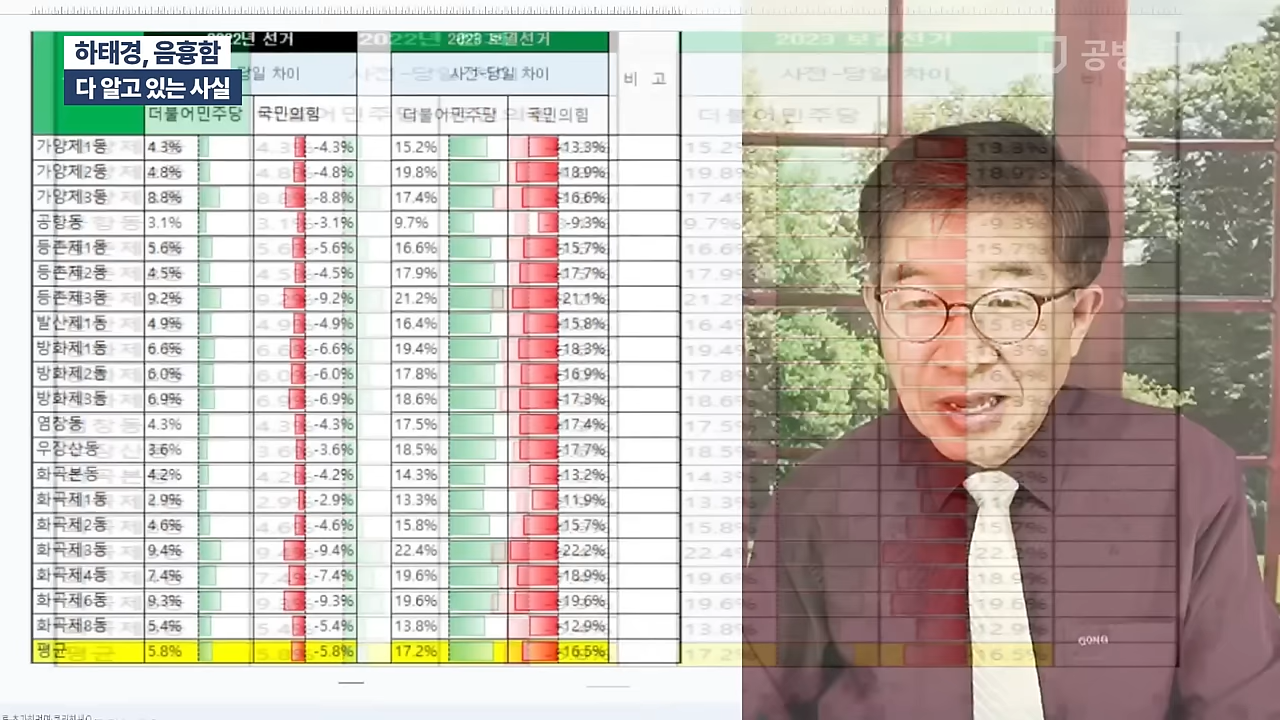 하태경, 음흉함
다 알고 있는 사실
2022년 선거 2023 보궐선거
당일 차이 사전-당일 차이 비 고
더불어민주당 국민의힘 더불어민주당 국민의힘
가양제1동 4.3% -4.3% 15.2% -13.3%
가양제2동 4.8% -4.8% 19.8% -18.9%
가양제3동 8.8% -8.8% 17.4% -16.6%
공항동 3.1% -3.1% 9.7% -9.3%
등촌제1동 5.6% -5.6% 16.6% -15.7%
등촌제2동 4.5% -4.5% 17.9% -17.7%
등촌제3동 9.2% -9.2% 21.2% -21.1%
발산제1동 4.9% -4.9% 16.4% -15.8%
방화제1동 6.6% -6.6% 19.4% -18.3%
방화제2동 6.0% -6.0% 17.8% -16.9%
방화제3동 6.9% -6.9% 18.6% -17.3%
염창동 4.3% -4.3% 17.5% -17.4%
우장산동 3.6% -3.6% 18.5% -17.7%
화곡본동 4.2% -4.2% 14.3% -13.2%
화곡제1동 2.9% -2.9% 13.3% -11.9%
화곡제2동 4.6% -4.6% 15.8% -15.7%
화곡제3동 9.4% -9.4% 22.4% -22.2%
화곡제4동 7.4% -7.4% 19.6% -18.9%
화곡제6동 9.3% -9.3% 19.6% -19.6%
화곡제8동 5.4% -5.4% 13.8% -12.9%
평균 5.8% -5.8% 17.2% -16.5%
GONG